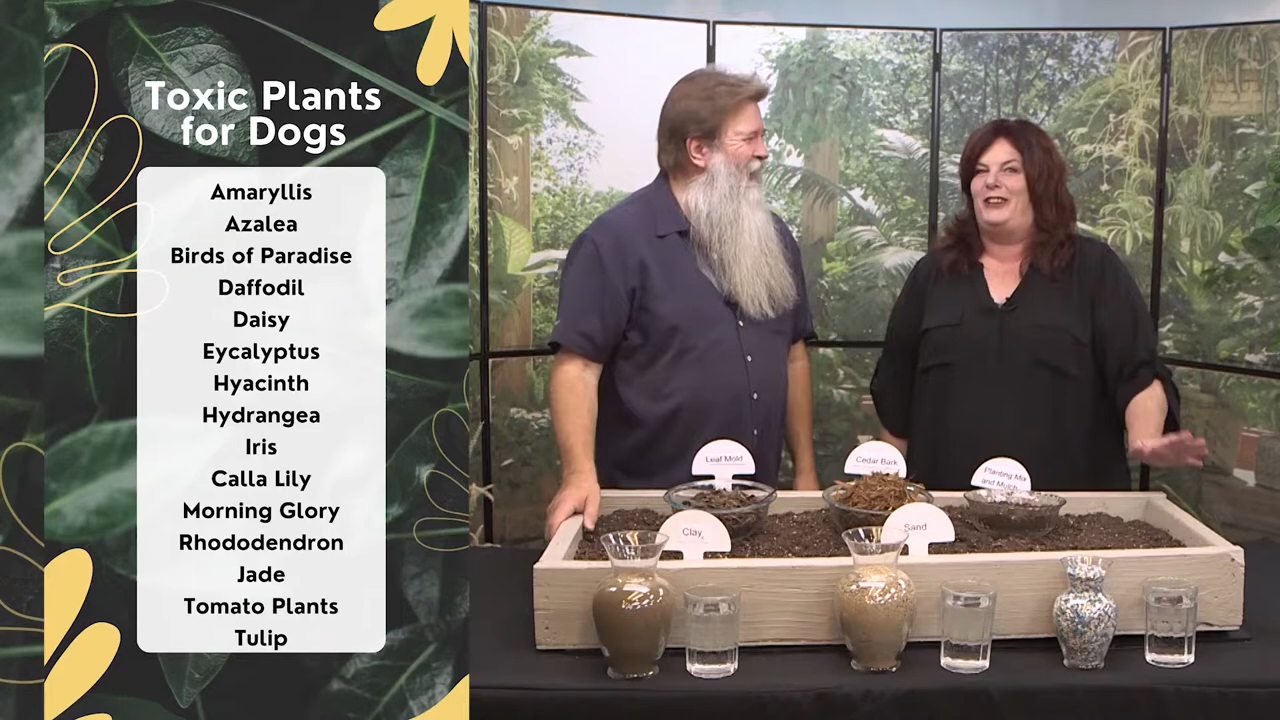 Toxic Plants
for Dogs
Amaryllis
Azalea
Birds of Paradise
Daffodil
Daisy
Eycalyptus
Hyacinth
Hydrangea
Iris
Calla Lily
Morning Glory
Rhododendron
Jade
Tomato Plants
Tulip
Leaf Mold
Cedar Bark
Planting Mix
and Mulch
Clay
Sand